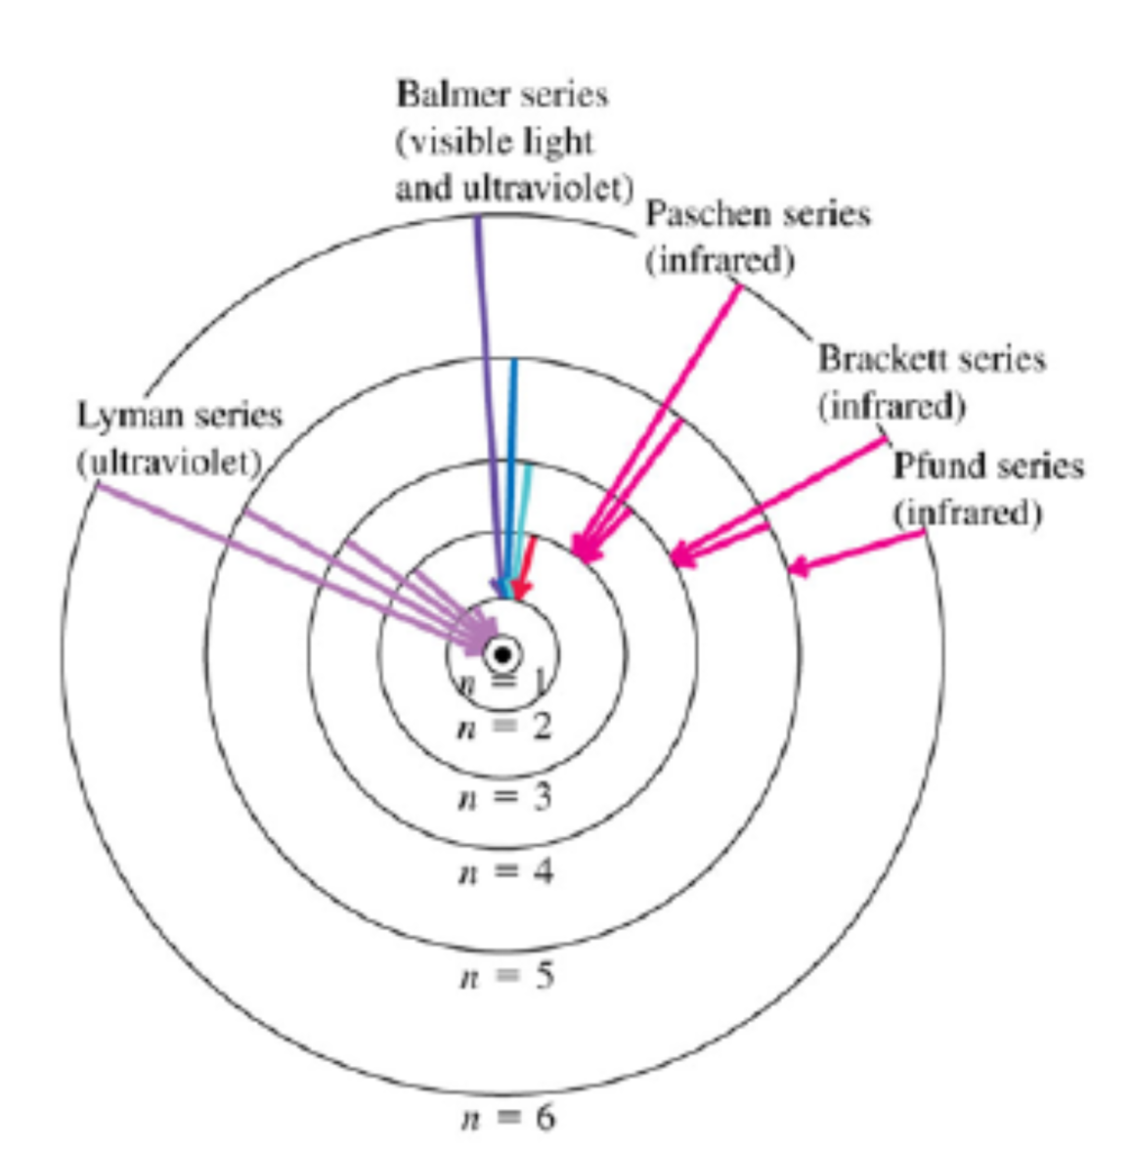 Balmer series
(visible light
and ultraviolet)
Paschen series
(infrared)
Brackett series
(infrared)
Lyman series
(ultraviolet)
Pfund series
(infrared)
n = 1
n = 2
n = 3
n = 4
n = 5
n = 6